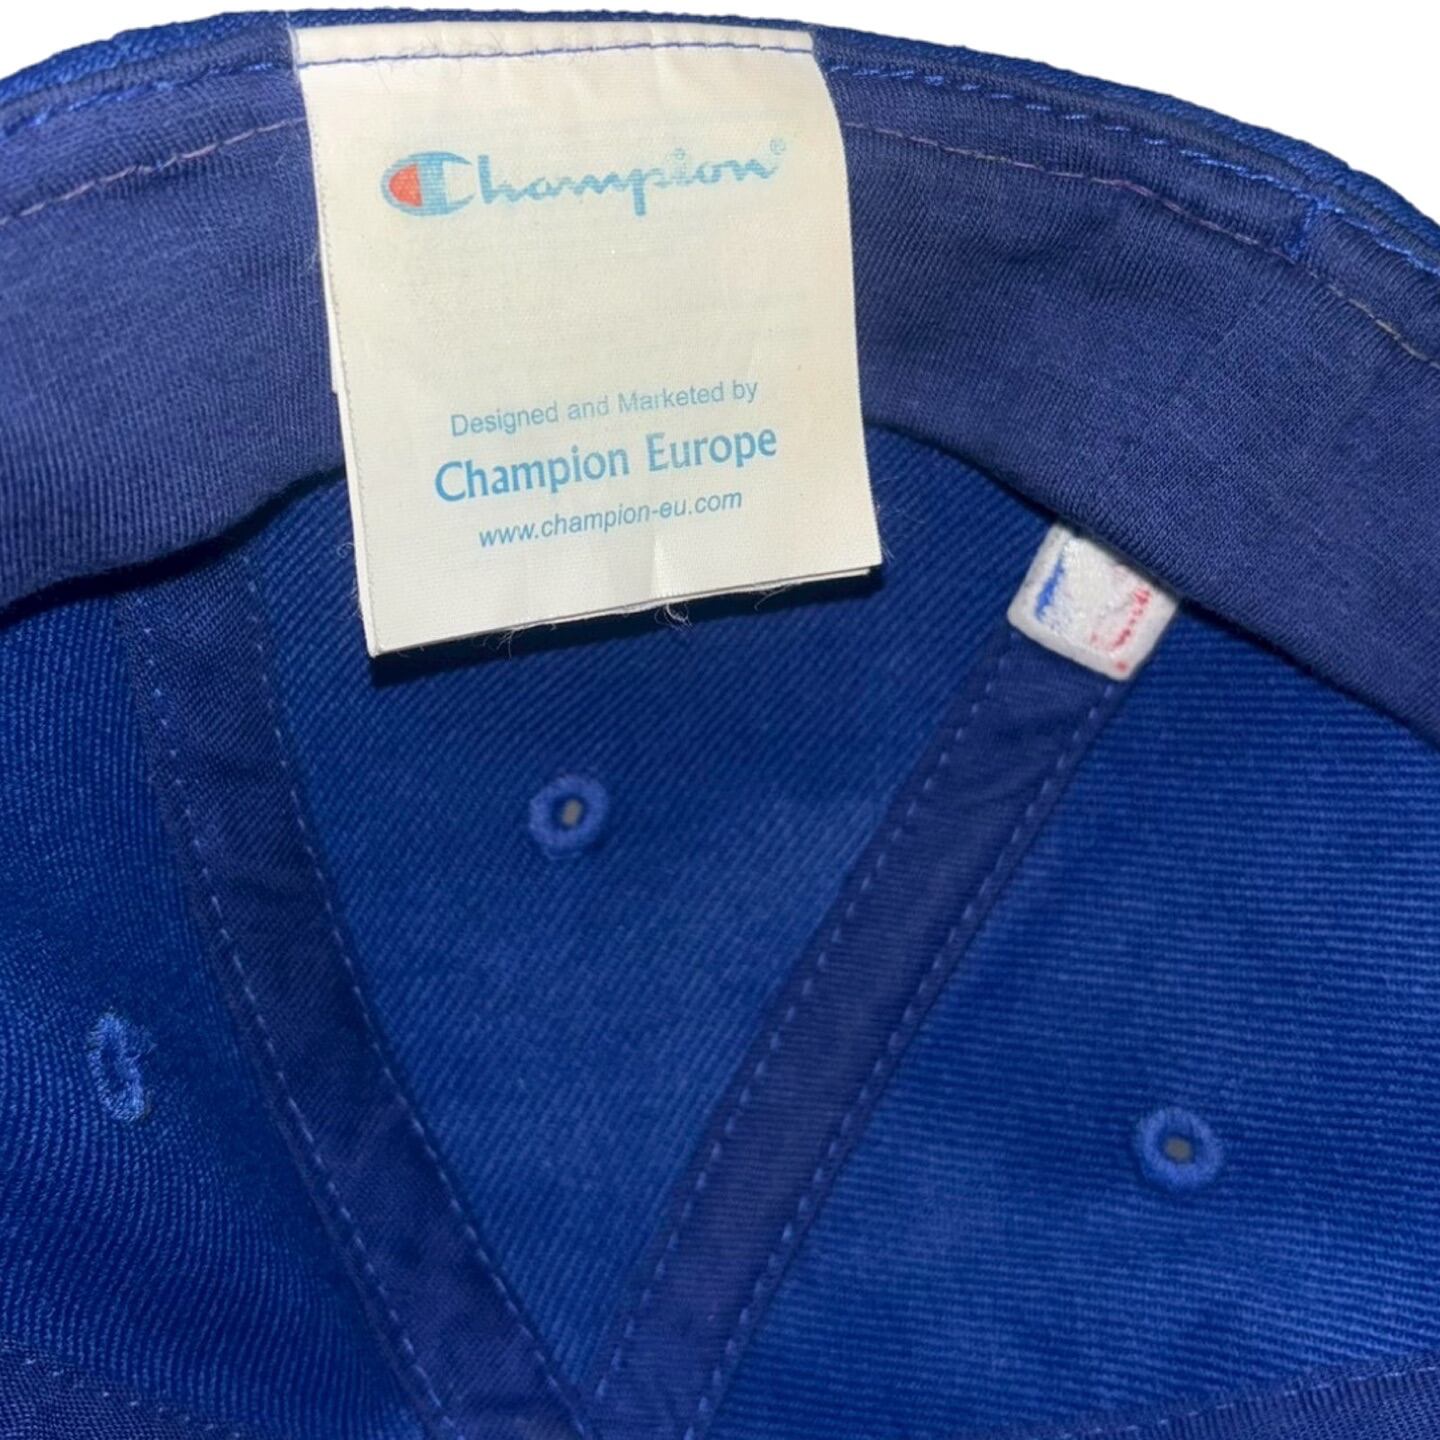 Champion®
Designed and Marketed by
Champion Europe
www.champion-eu.com